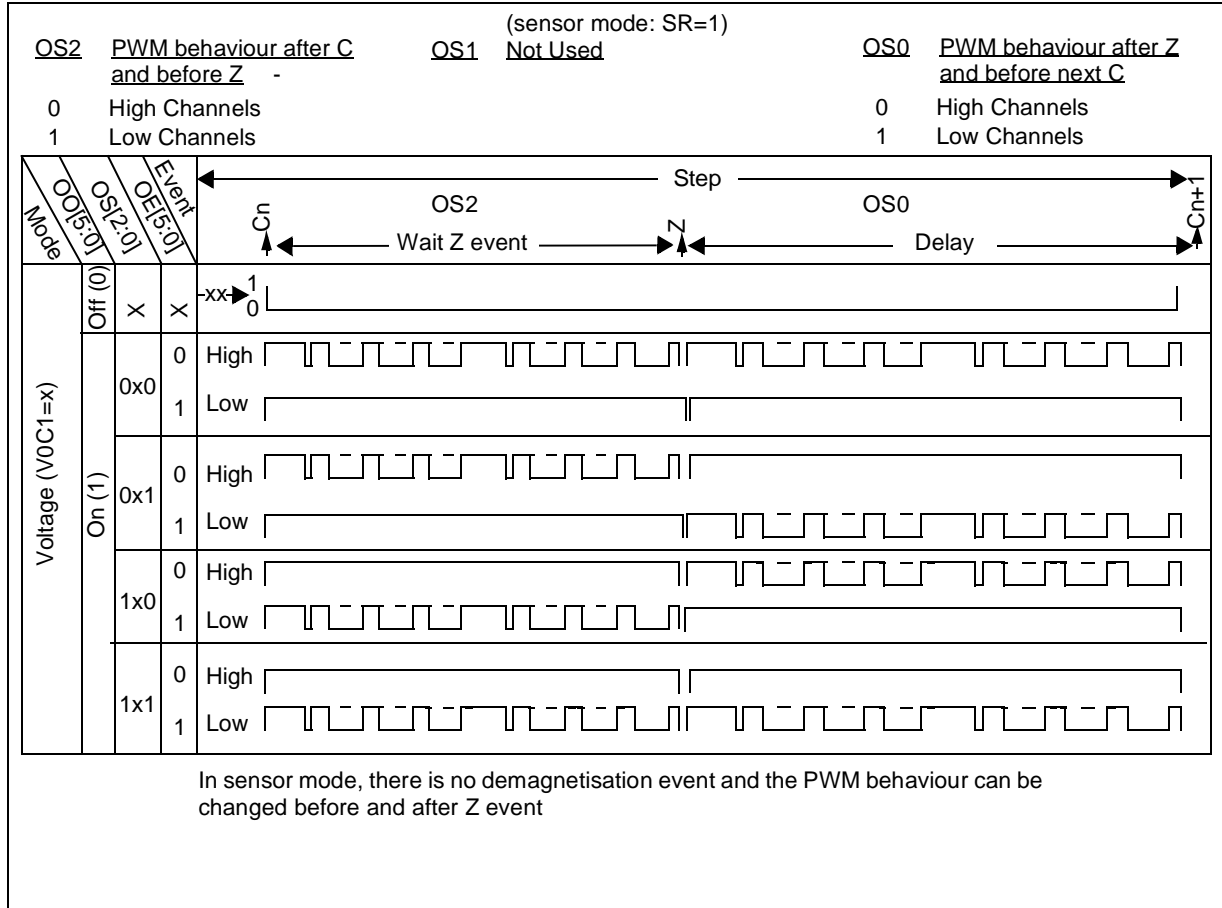 (sensor mode: SR=1)
OS2 PWM behaviour after C
and before Z -
0 High Channels
1 Low Channels
OS1 Not Used
OS0 PWM behaviour after Z
and before next C
0 High Channels
1 Low Channels
Mode
OO[5:0]
OS[2:0]
OE[5:0]
Event
Step
Cn
OS2
Z
OS0
Cn+1
Wait Z event
Delay
Voltage (V0C1=x)
Off (0)
X
X
xx
1
0
On (1)
0x0
0 High
1 Low
0x1
0 High
1 Low
1x0
0 High
1 Low
1x1
0 High
1 Low
In sensor mode, there is no demagnetisation event and the PWM behaviour can be
changed before and after Z event